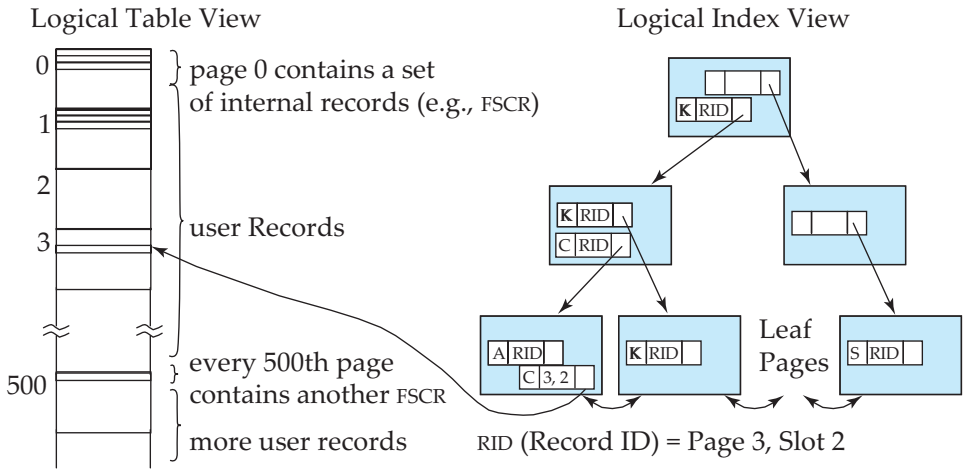 Logical Table View
0
page 0 contains a set
of internal records (e.g., FSCR)
1
2
user Records
3
every 500th page
contains another FSCR
500
more user records
Logical Index View
K RID
K RID
C RID
A RID
C 3, 2
K RID
Leaf
Pages
S RID
RID (Record ID) = Page 3, Slot 2